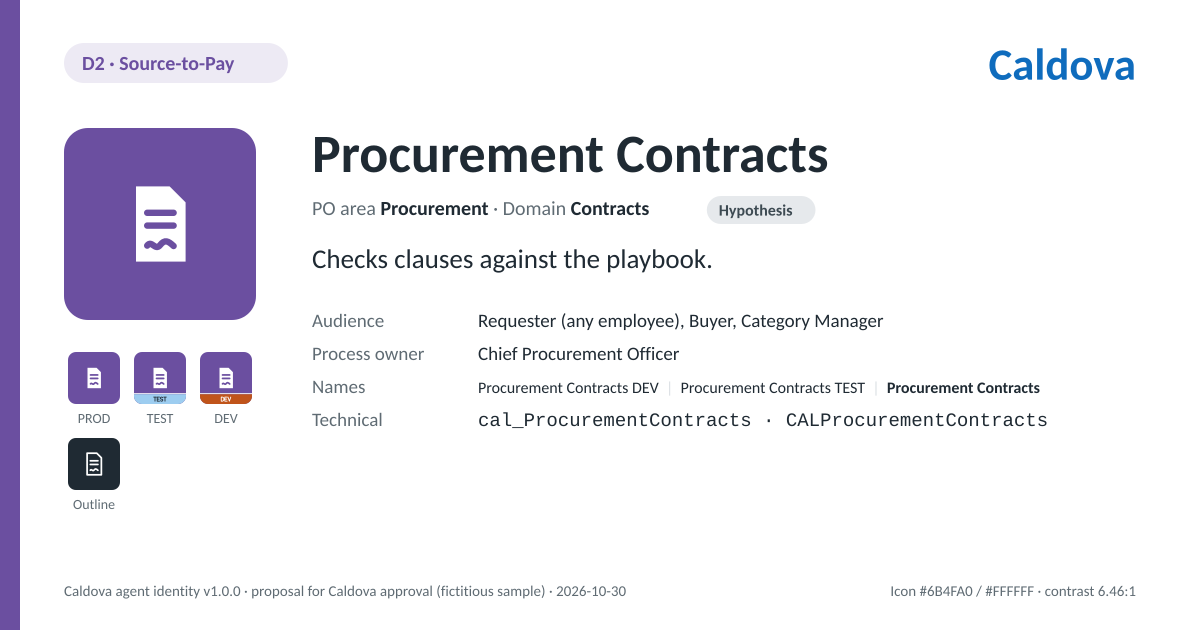 D2 · Source-to-Pay
Caldova
Procurement Contracts
PO area Procurement · Domain Contracts
Hypothesis
Checks clauses against the playbook.
Audience Requester (any employee), Buyer, Category Manager
Process owner Chief Procurement Officer
Names Procurement Contracts DEV | Procurement Contracts TEST | Procurement Contracts
Technical cal_ProcurementContracts · CALProcurementContracts
TEST
DEV
PROD TEST DEV
Outline
Caldova agent identity v1.0.0 · proposal for Caldova approval (fictitious sample) · 2026-10-30
Icon #6B4FA0 / #FFFFFF · contrast 6.46:1